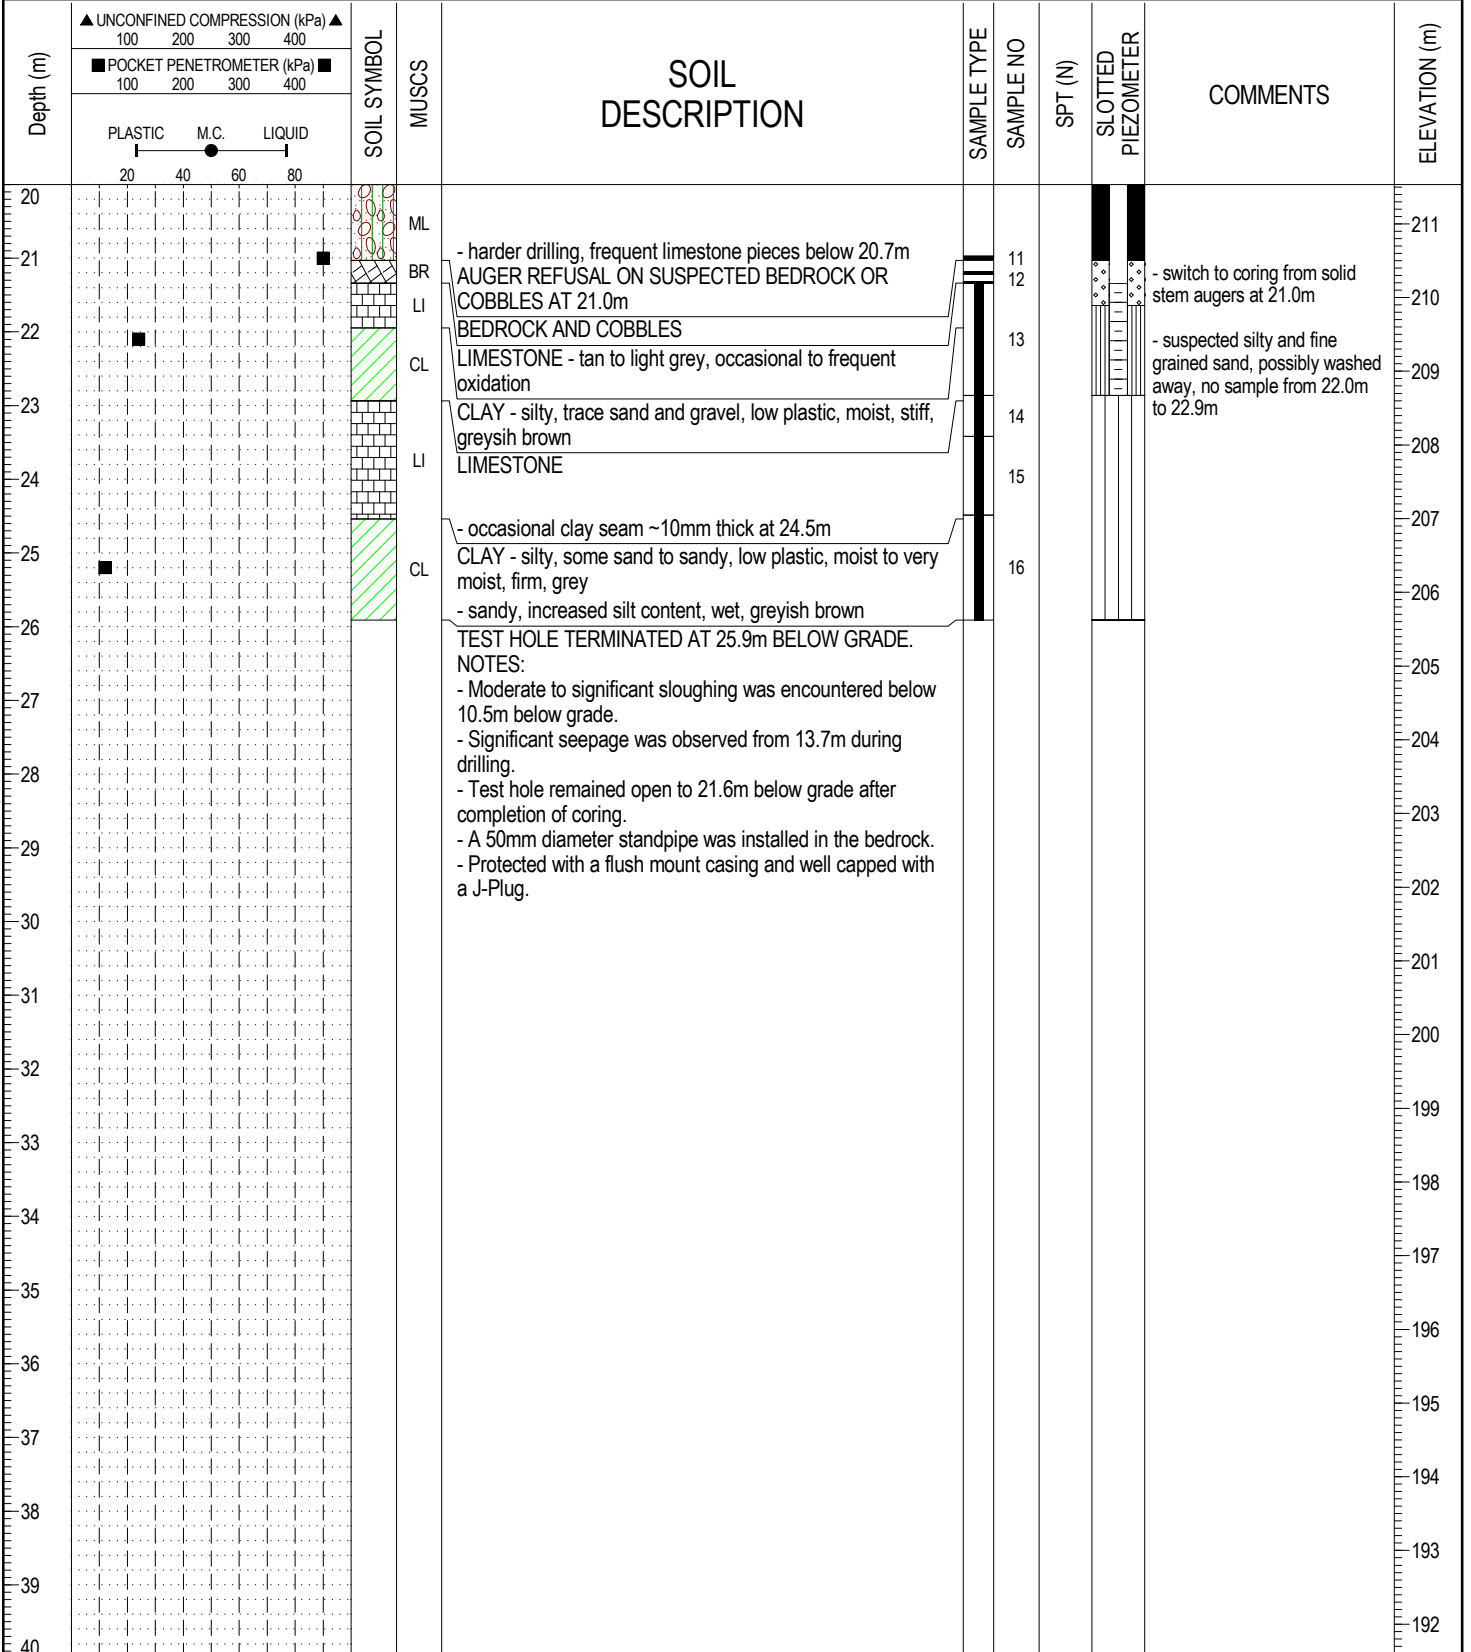 ▲ UNCONFINED COMPRESSION (kPa) ▲
100 200 300 400
■ POCKET PENETROMETER (kPa) ■
100 200 300 400
PLASTIC M.C. LIQUID
20 40 60 80
Depth (m)
SOIL SYMBOL
MUSCS
SOIL
DESCRIPTION
SAMPLE TYPE
SAMPLE NO
SPT (N)
SLOTTED
PIEZOMETER
COMMENTS
ELEVATION (m)
20
21
22
23
24
25
26
27
28
29
30
31
32
33
34
35
36
37
38
39
40
ML
BR
LI
CL
LI
CL
- harder drilling, frequent limestone pieces below 20.7m
AUGER REFUSAL ON SUSPECTED BEDROCK OR
COBBLES AT 21.0m
BEDROCK AND COBBLES
LIMESTONE - tan to light grey, occasional to frequent
oxidation
CLAY - silty, trace sand and gravel, low plastic, moist, stiff,
greysih brown
LIMESTONE
- occasional clay seam ~10mm thick at 24.5m
CLAY - silty, some sand to sandy, low plastic, moist to very
moist, firm, grey
- sandy, increased silt content, wet, greyish brown
TEST HOLE TERMINATED AT 25.9m BELOW GRADE.
NOTES:
- Moderate to significant sloughing was encountered below
10.5m below grade.
- Significant seepage was observed from 13.7m during
drilling.
- Test hole remained open to 21.6m below grade after
completion of coring.
- A 50mm diameter standpipe was installed in the bedrock.
- Protected with a flush mount casing and well capped with
a J-Plug.
11
12
13
14
15
16
- switch to coring from solid
stem augers at 21.0m
- suspected silty and fine
grained sand, possibly washed
away, no sample from 22.0m
to 22.9m
211
210
209
208
207
206
205
204
203
202
201
200
199
198
197
196
195
194
193
192